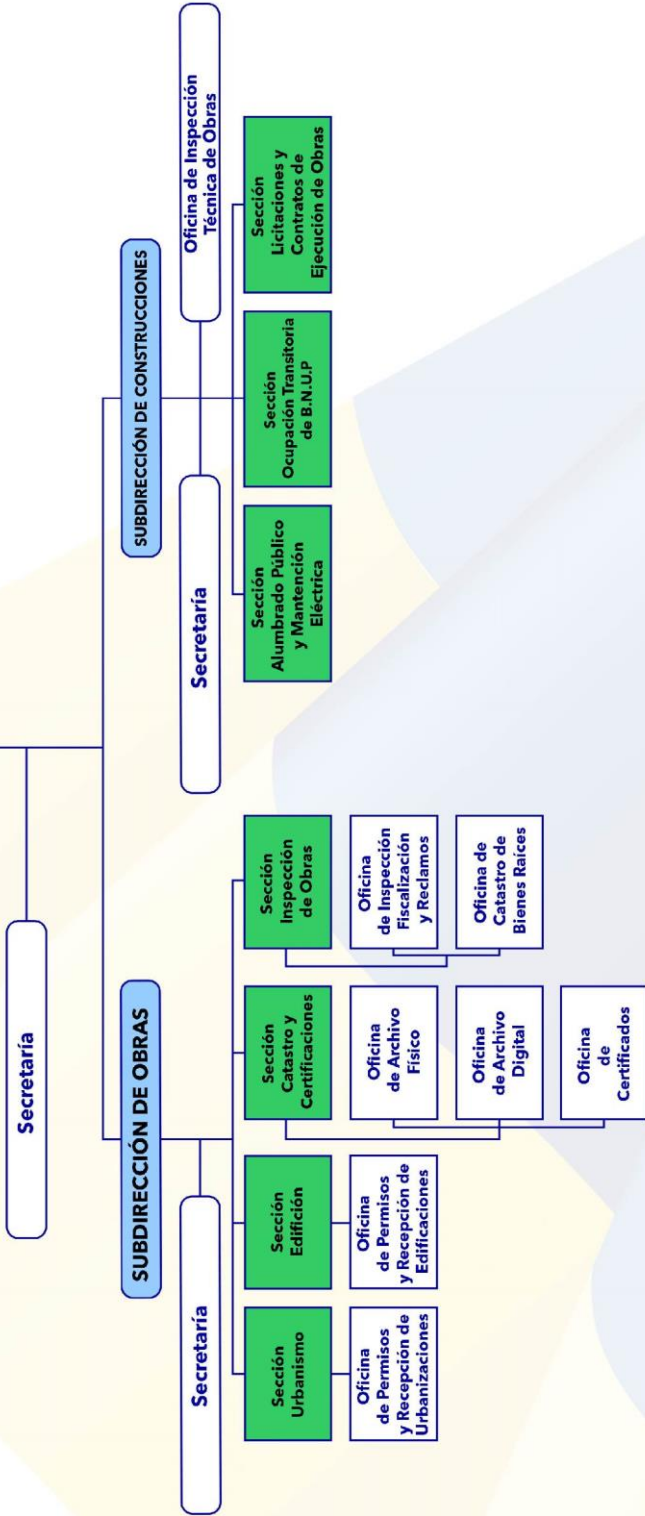 Secretaría
SUBDIRECCIÓN DE OBRAS
SUBDIRECCIÓN DE CONSTRUCCIONES
Secretaría
Secretaría
Oficina de Inspección
Técnica de Obras
Sección
Urbanismo
Sección
Edifición
Sección
Catastro y
Certificaciones
Sección
Inspección
de Obras
Sección
Alumbrado Público
y Mantención
Eléctrica
Sección
Ocupación Transitoria
de B.N.U.P
Sección
Licitaciones y
Contratos de
Ejecución de Obras
Oficina
de Permisos
y Recepción de
Urbanizaciones
Oficina
de Permisos
y Recepción de
Edificaciones
Oficina
de Archivo
Físico
Oficina
de Inspección
Fiscalización
y Reclamos
Oficina
de Archivo
Digital
Oficina de
Catastro de
Bienes Raíces
Oficina
de
Certificados